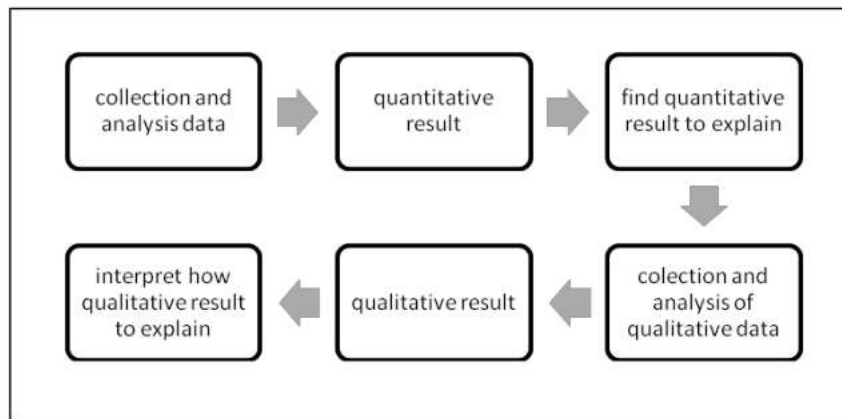 collection and
analysis data
quantitative
result
find quantitative
result to explain
colection and
analysis of
qualitative data
qualitative result
interpret how
qualitative result
to explain